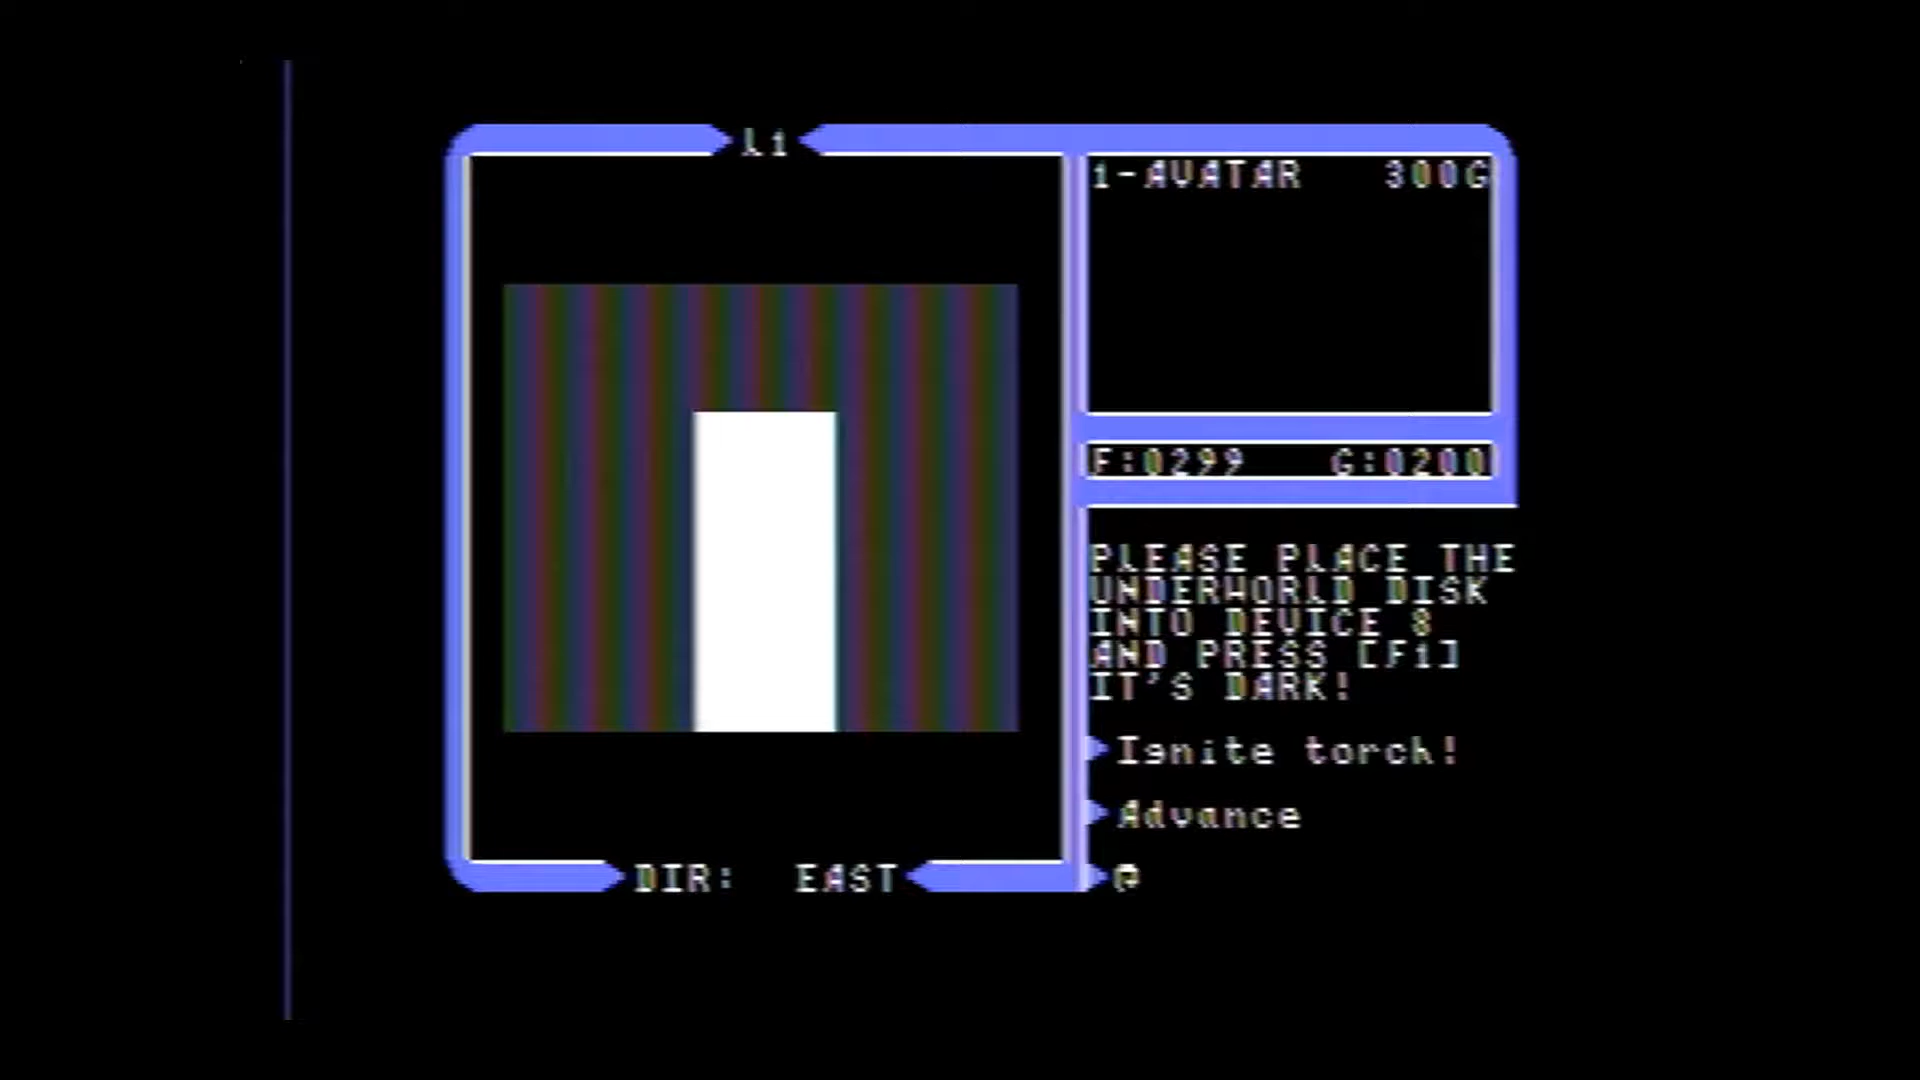 L1
1-AVATAR 300G
F:0299 G:0200
PLEASE PLACE THE
UNDERWORLD DISK
INTO DEVICE 8
AND PRESS [F1]
IT'S DARK!
Ignite torch!
Advance
DIR: EAST